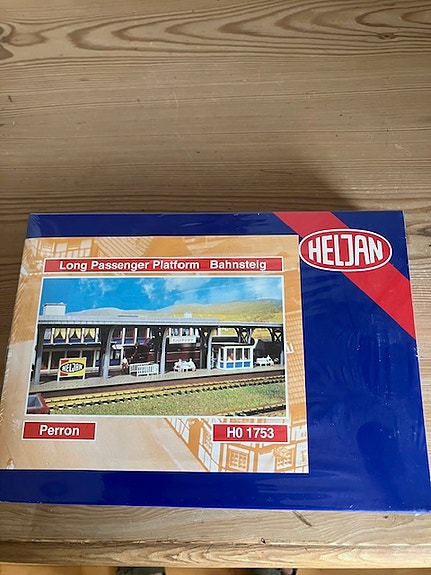 HELJAN
Long Passenger Platform Bahnsteig
HELJAN
Perron
H0 1753